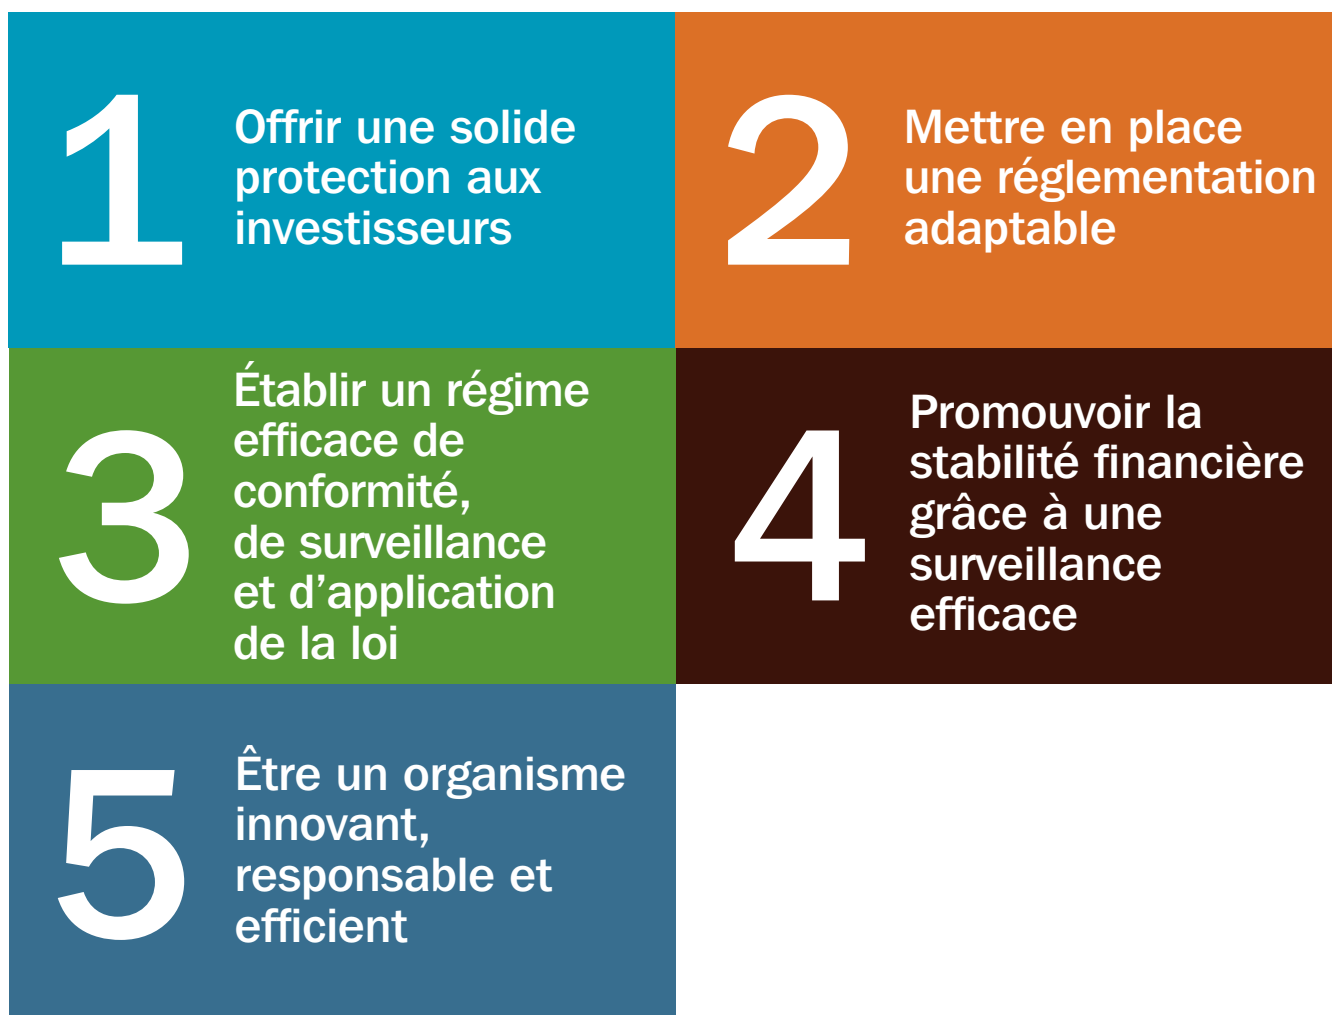 1
Offrir une solide
protection aux
investisseurs
2
Mettre en place
une réglementation
adaptable
3
Établir un régime
efficace de
conformité,
de surveillance
et d’application
de la loi
4
Promouvoir la
stabilité financière
grâce à une
surveillance
efficace
5
Être un organisme
innovant,
responsable et
efficient